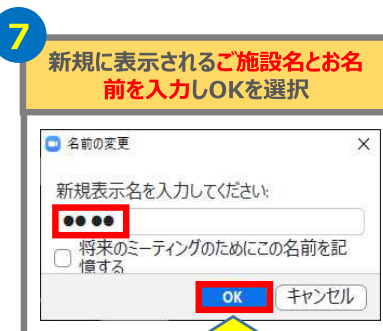 7
新規に表示されるご施設名とお名
前を入力しOKを選択
名前の変更
新規表示名を入力してください:
●● ●●
将来のミーティングのためにこの名前を記
憶する
OK キャンセル